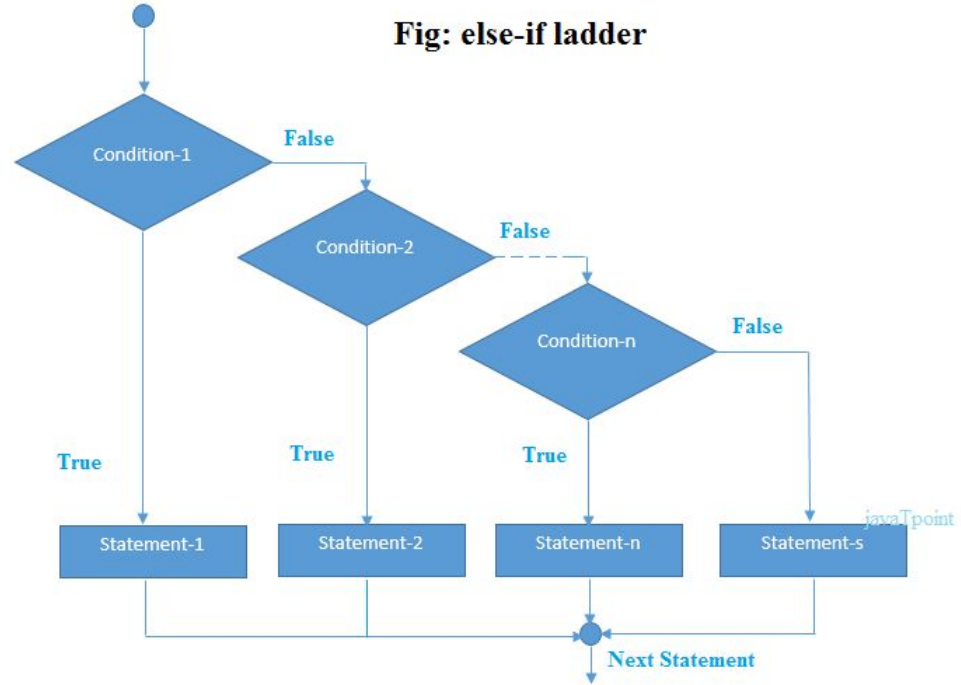 Fig: else-if ladder
Condition-1
False
Condition-2
False
Condition-n
False
True
True
True
Statement-1
Statement-2
Statement-n
Statement-s
javaTpoint
Next Statement